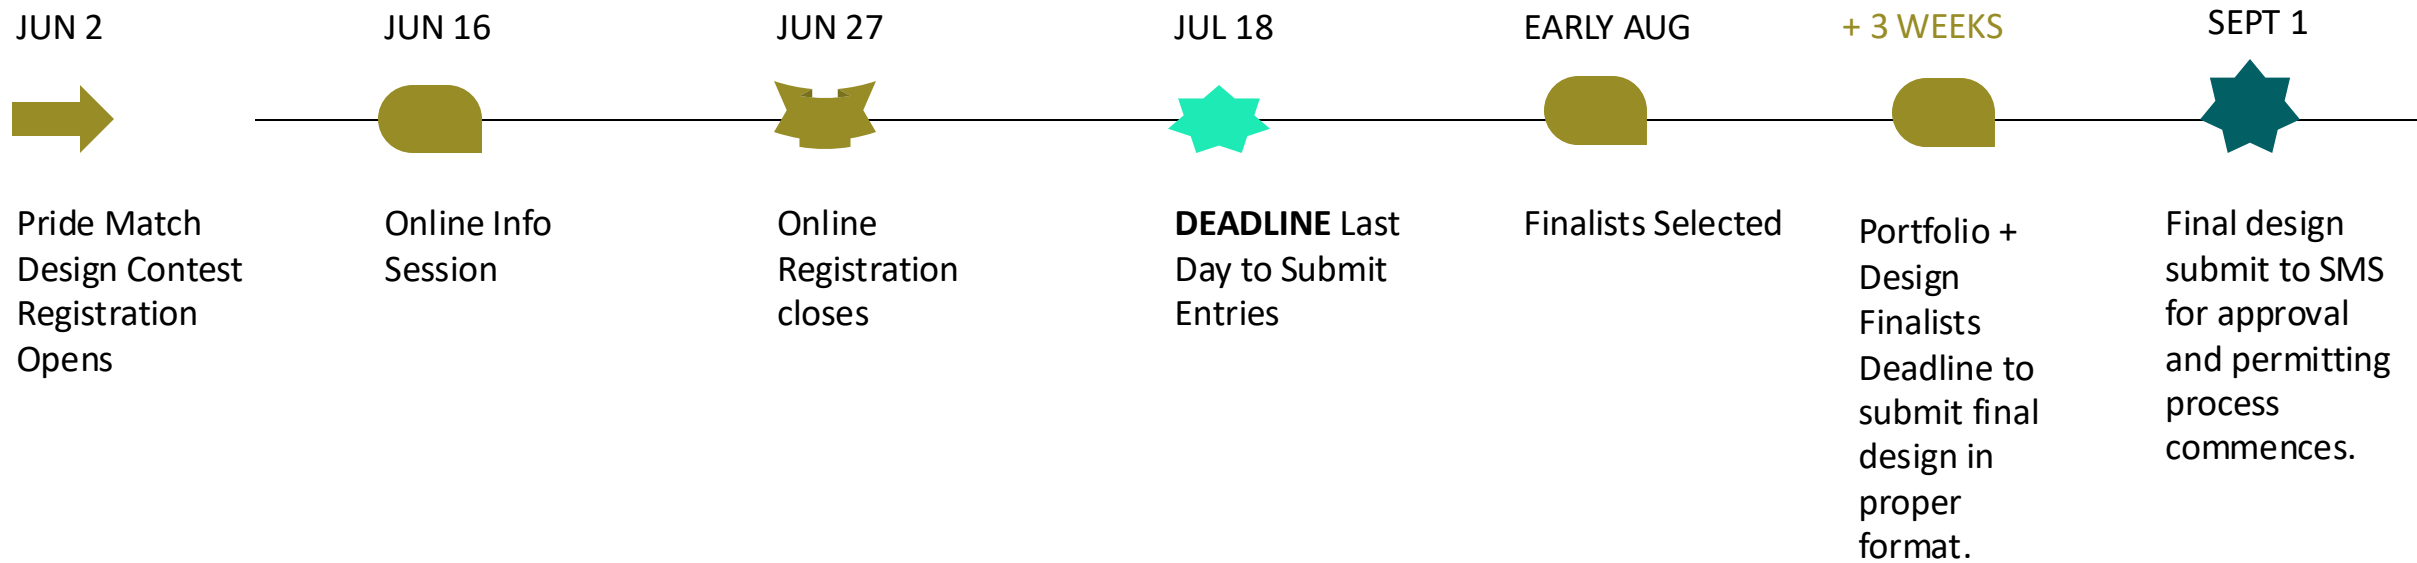 JUN 2
JUN 16
JUN 27
JUL 18
EARLY AUG
+ 3 WEEKS
SEPT 1
Pride Match
Design Contest
Registration
Opens
Online Info
Session
Online
Registration
closes
DEADLINE Last
Day to Submit
Entries
Finalists Selected
Portfolio +
Design
Finalists
Deadline to
submit final
design in
proper
format.
Final design
submit to SMS
for approval
and permitting
process
commences.